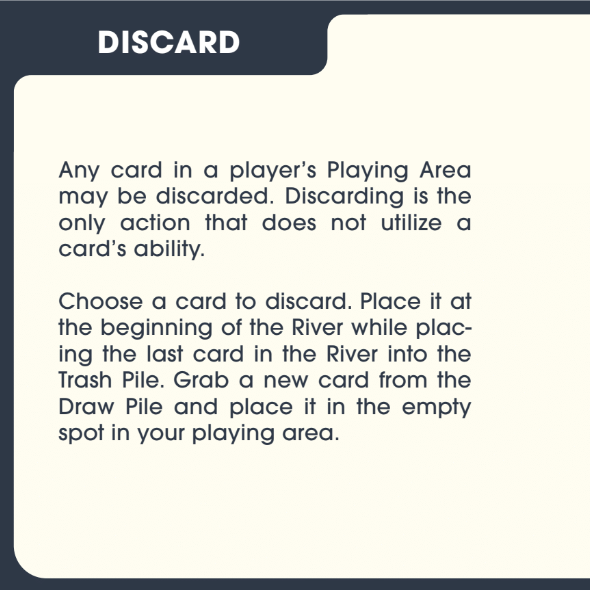 DISCARD
Any card in a player's Playing Area
may be discarded. Discarding is the
only action that does not utilize a
card's ability.
Choose a card to discard. Place it at
the beginning of the River while plac-
ing the last card in the River into the
Trash Pile. Grab a new card from the
Draw Pile and place it in the empty
spot in your playing area.